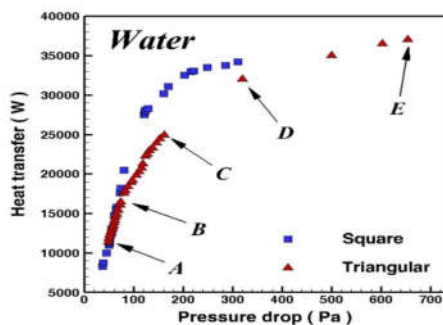 Water
40000
35000
30000
25000
20000
15000
10000
5000
Heat transfer (W)
E
D
C
B
A
Square
Triangular
0
100
200
300
400
500
600
700
Pressure drop ( Pa )